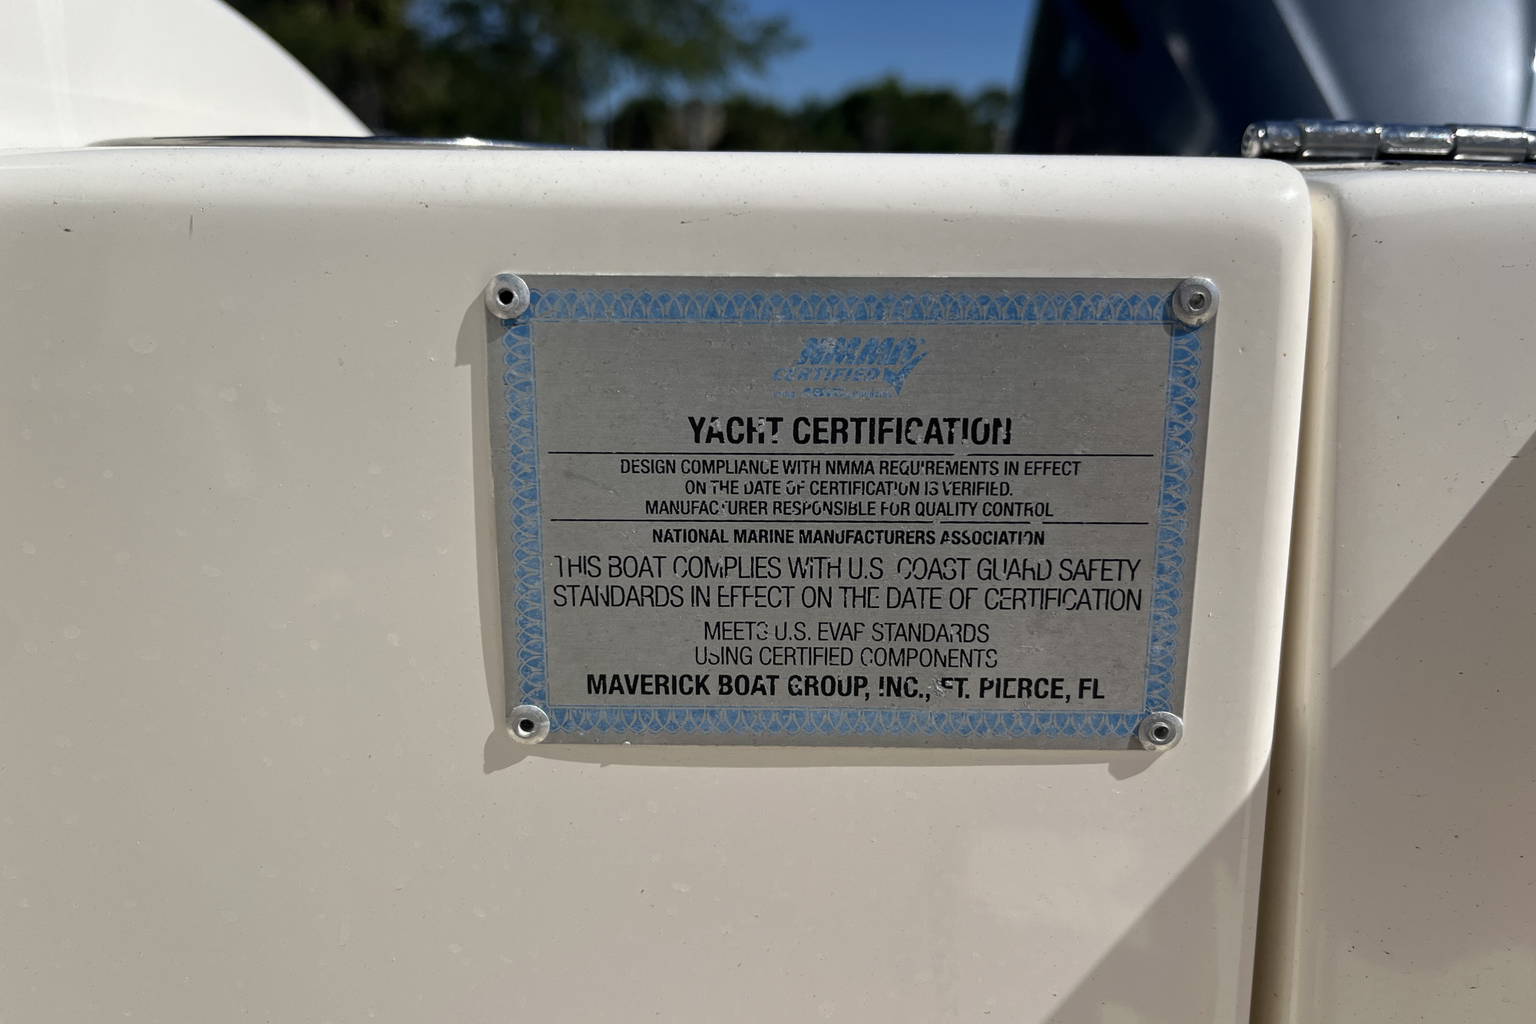 NMMA
CERTIFIED
YACHT CERTIFICATION
DESIGN COMPLIANCE WITH NMMA REQUIREMENTS IN EFFECT
ON THE DATE OF CERTIFICATION IS VERIFIED.
MANUFACTURER RESPONSIBLE FOR QUALITY CONTROL
NATIONAL MARINE MANUFACTURERS ASSOCIATION
THIS BOAT COMPLIES WITH U.S. COAST GUARD SAFETY
STANDARDS IN EFFECT ON THE DATE OF CERTIFICATION
MEETS U.S. EVAP STANDARDS
USING CERTIFIED COMPONENTS
MAVERICK BOAT GROUP, INC., FT. PIERCE, FL